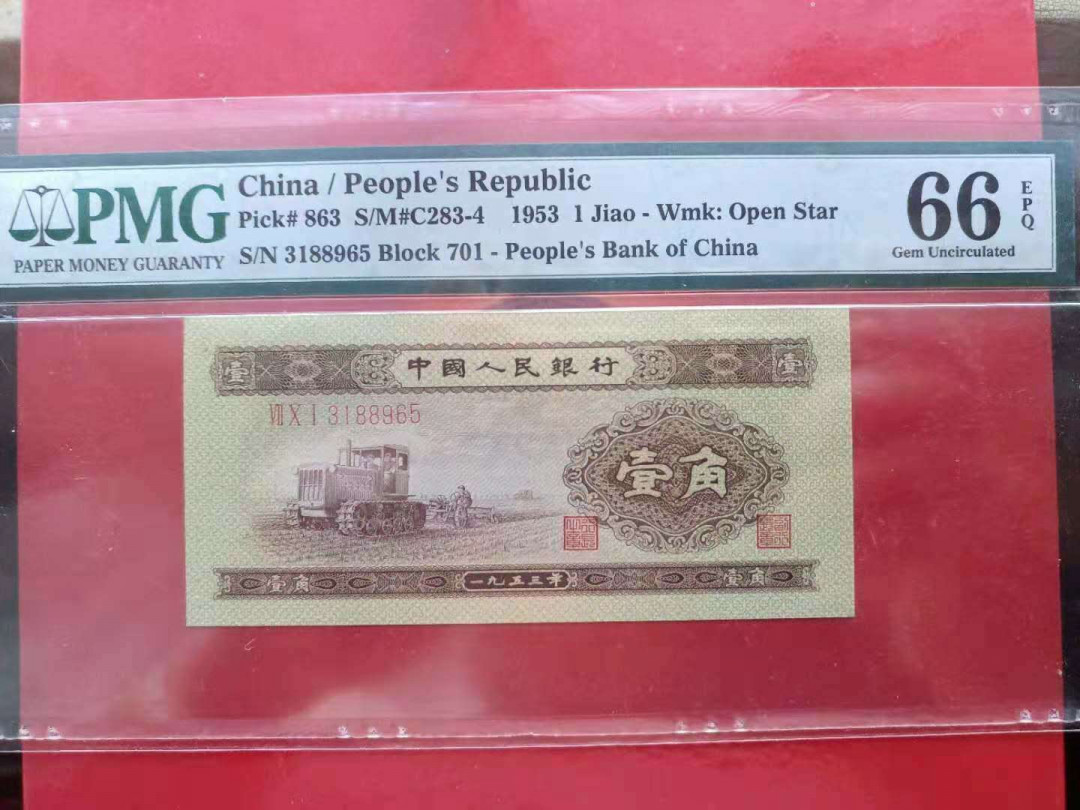 PMG
PAPER MONEY GUARANTY
China / People's Republic
Pick# 863 S/M#C283-4 1953 1 Jiao - Wmk: Open Star
S/N 3188965 Block 701 - People's Bank of China
66 EPQ
Gem Uncirculated
壹 中國人民銀行 壹
VII X I 3188965
壹角
壹角 一九五三年 壹角